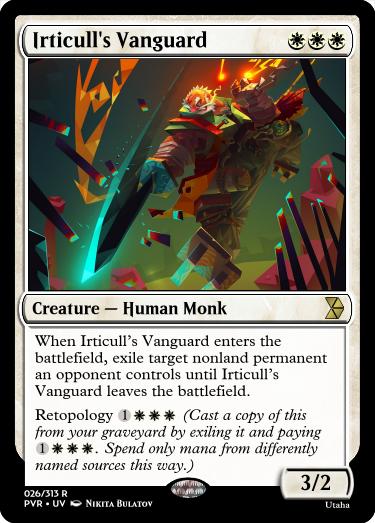 Irticull's Vanguard
Creature — Human Monk
When Irticull's Vanguard enters the
battlefield, exile target nonland permanent
an opponent controls until Irticull's
Vanguard leaves the battlefield.
Retopology 1 (Cast a copy of this
from your graveyard by exiling it and paying
1. Spend only mana from differently
named sources this way.)
3/2
026/313 R
PVR • UV Nikita Bulatov
Utaha